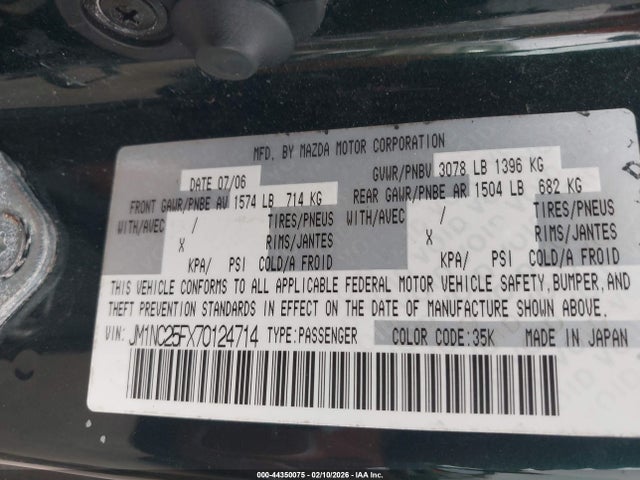 MFD. BY MAZDA MOTOR CORPORATION
DATE 07/06 GVWR/PNBV 3078 LB 1396 KG
FRONT GAWR/PNBE AV 1574 LB 714 KG REAR GAWR/PNBE AR 1504 LB 682 KG
WITH/AVEC / TIRES/PNEUS WITH/AVEC / TIRES/PNEUS
X RIMS/JANTES X RIMS/JANTES
KPA/ PSI COLD/A FROID KPA/ PSI COLD/A FROID
THIS VEHICLE CONFORMS TO ALL APPLICABLE FEDERAL MOTOR VEHICLE SAFETY, BUMPER, AND
THEFT PREVENTION STANDARDS IN EFFECT ON THE DATE OF MANUFACTURE SHOWN ABOVE.
VIN: JM1NC25FX70124714 TYPE:PASSENGER COLOR CODE:35K MADE IN JAPAN
000-44350075 - 02/10/2026 - IAA Inc.